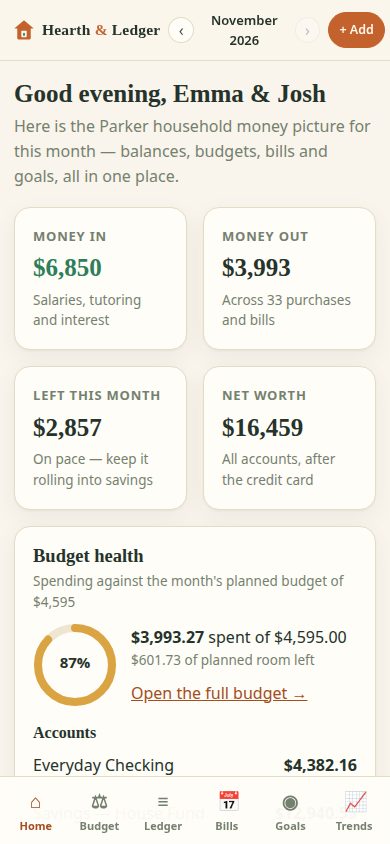 Hearth & Ledger
‹
November
2026
›
+ Add
Good evening, Emma & Josh
Here is the Parker household money picture for
this month — balances, budgets, bills and
goals, all in one place.
MONEY IN
$6,850
Salaries, tutoring
and interest
MONEY OUT
$3,993
Across 33 purchases
and bills
LEFT THIS MONTH
$2,857
On pace — keep it
rolling into savings
NET WORTH
$16,459
All accounts, after
the credit card
Budget health
Spending against the month's planned budget of
$4,595
87%
$3,993.27 spent of $4,595.00
$601.73 of planned room left
Open the full budget →
Accounts
Everyday Checking
$4,382.16
Savings — House Fund
Home
Budget
Ledger
Bills
Goals
Trends